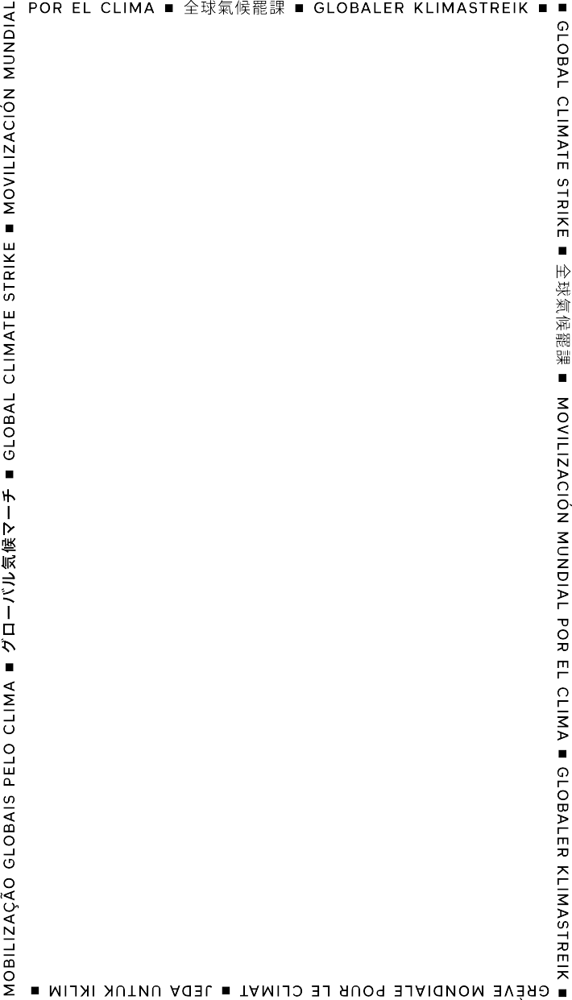 POR EL CLIMA ■ 全球氣候罷課 ■ GLOBALER KLIMASTREIK ■
■ GLOBAL CLIMATE STRIKE ■ 全球氣候罷課 ■ MOVILIZACIÓN MUNDIAL POR EL CLIMA ■ GLOBALER KLIMASTREIK ■
GRÈVE MONDIALE POUR LE CLIMAT ■ JEDA UNTUK IKLIM ■
MOBILIZAÇÃO GLOBAIS PELO CLIMA ■ グローバル気候マーチ ■ GLOBAL CLIMATE STRIKE ■ MOVILIZACIÓN MUNDIAL